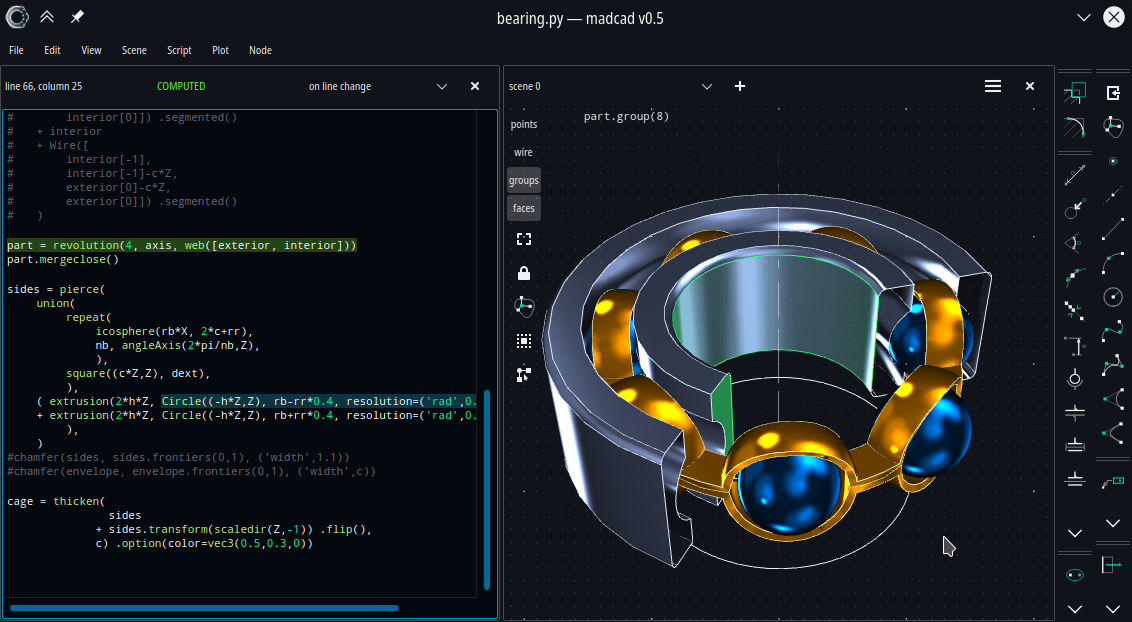 bearing.py — madcad v0.5
File Edit View Scene Script Plot Node
line 66, column 25 COMPUTED on line change
#        interior[0]]) .segmented()
#    + interior
#    + Wire([
#        interior[-1],
#        interior[-1]-c*Z,
#        exterior[0]-c*Z,
#        exterior[0]]) .segmented()
#    )
part = revolution(4, axis, web([exterior, interior]))
part.mergeclose()
sides = pierce(
    union(
        repeat(
            icosphere(rb*X, 2*c+rr),
            nb, angleAxis(2*pi/nb,Z),
            ),
        square((c*Z,Z), dext),
        ),
    ( extrusion(2*h*Z, Circle((-h*Z,Z), rb-rr*0.4, resolution=('rad',0.
    + extrusion(2*h*Z, Circle((-h*Z,Z), rb+rr*0.4, resolution=('rad',0.
        ),
    )
#chamfer(sides, sides.frontiers(0,1), ('width',1.1))
#chamfer(envelope, envelope.frontiers(0,1), ('width',c))
cage = thicken(
            sides
            + sides.transform(scaledir(Z,-1)) .flip(),
            c) .option(color=vec3(0.5,0.3,0))
scene 0
part.group(8)
points
wire
groups
faces